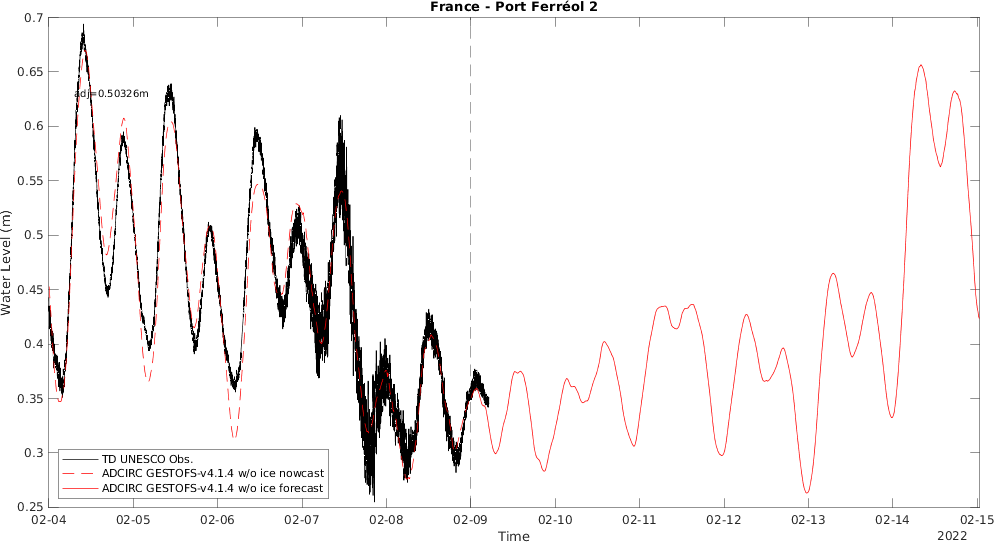 France - Port Ferréol 2
0.7
0.65
0.6
0.55
0.5
0.45
0.4
0.35
0.3
0.25
Water Level (m)
adj=0.50326m
TD UNESCO Obs.
ADCIRC GESTOFS-v4.1.4 w/o ice nowcast
ADCIRC GESTOFS-v4.1.4 w/o ice forecast
02-04 02-05 02-06 02-07 02-08 02-09 02-10 02-11 02-12 02-13 02-14 02-15
Time
2022